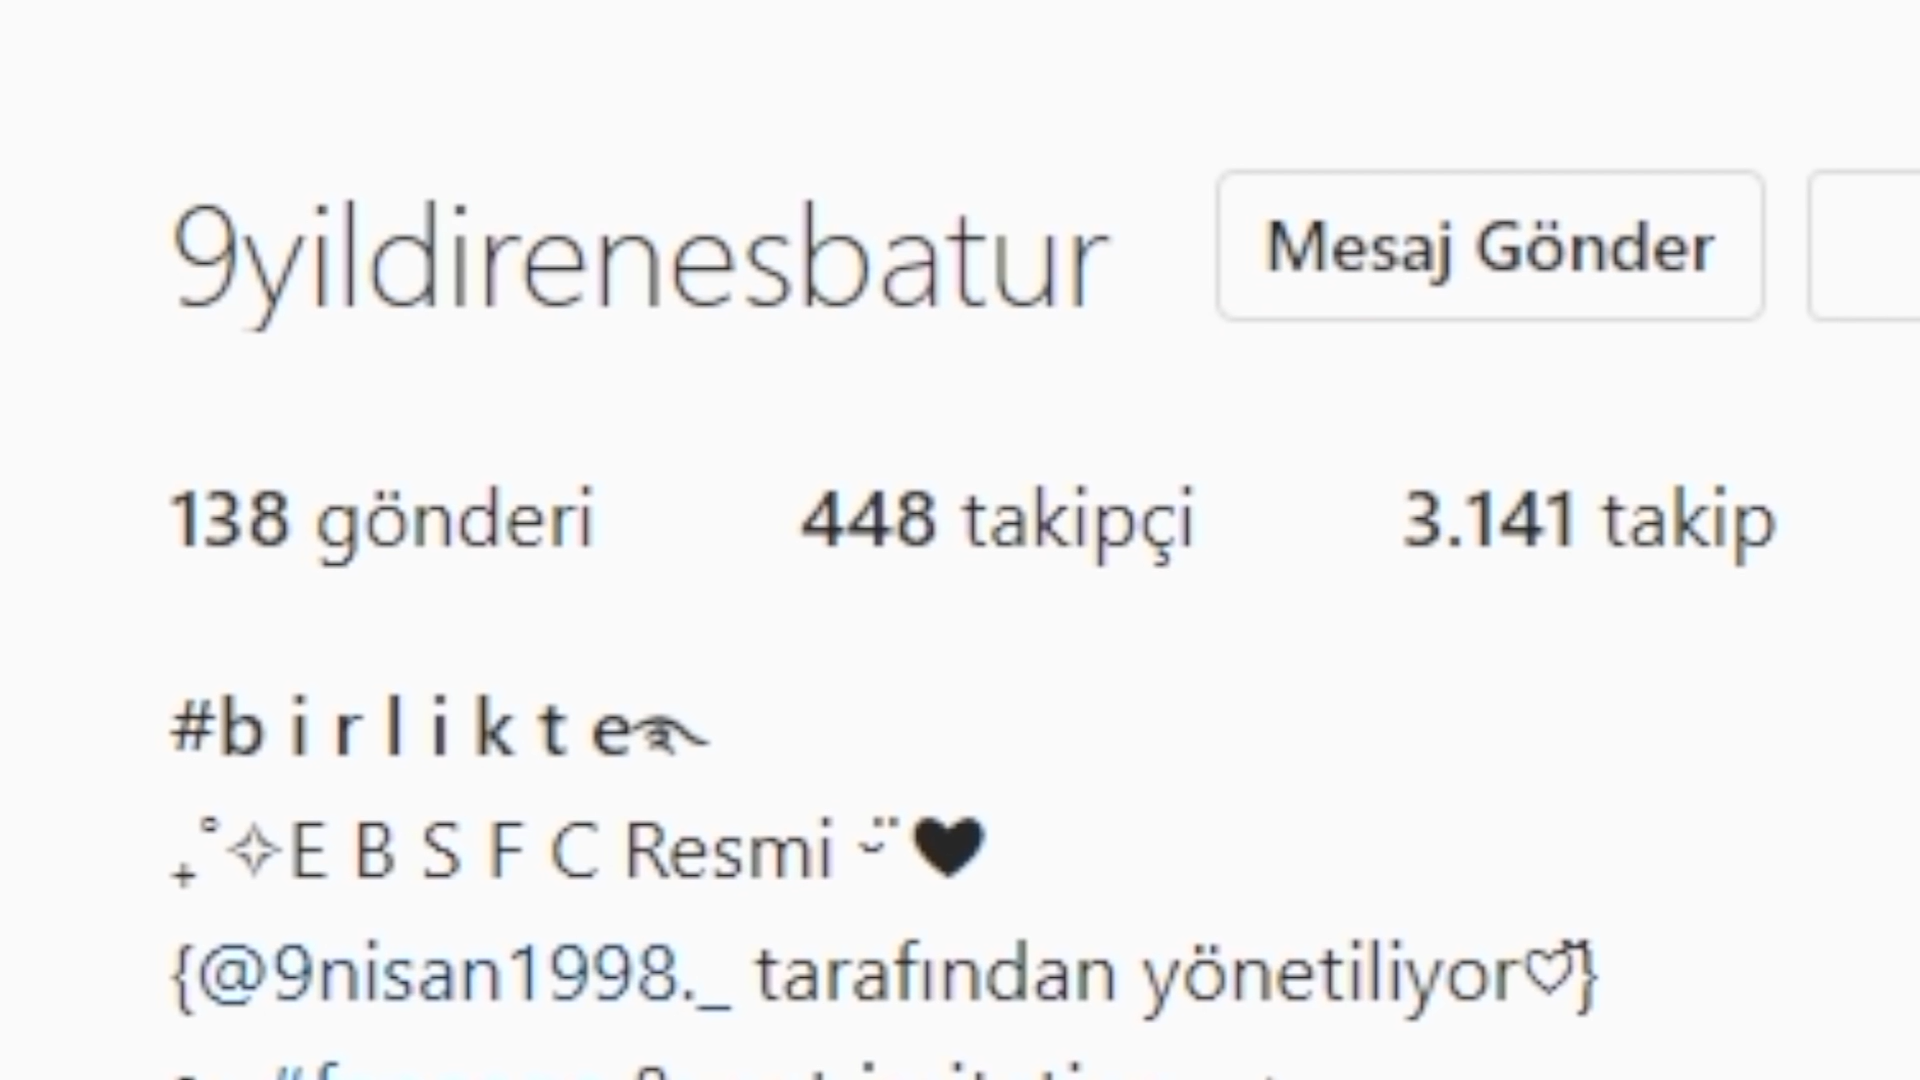 9yildirenesbatur Mesaj Gönder
138 gönderi 448 takipçi 3.141 takip
#b i r l i k t e
₊˚✧E B S F C Resmi ᵕ̈ ♥
{@9nisan1998._ tarafından yönetiliyor♡̈}